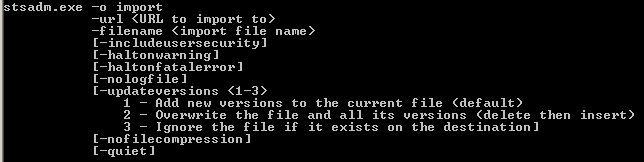 stsadm.exe -o import
-url <URL to import to>
-filename <import file name>
[-includeusersecurity]
[-haltonwarning]
[-haltonfatalerror]
[-nologfile]
[-updateversions <1-3>
1 - Add new versions to the current file (default)
2 - Overwrite the file and all its versions (delete then insert)
3 - Ignore the file if it exists on the destination]
[-nofilecompression]
[-quiet]